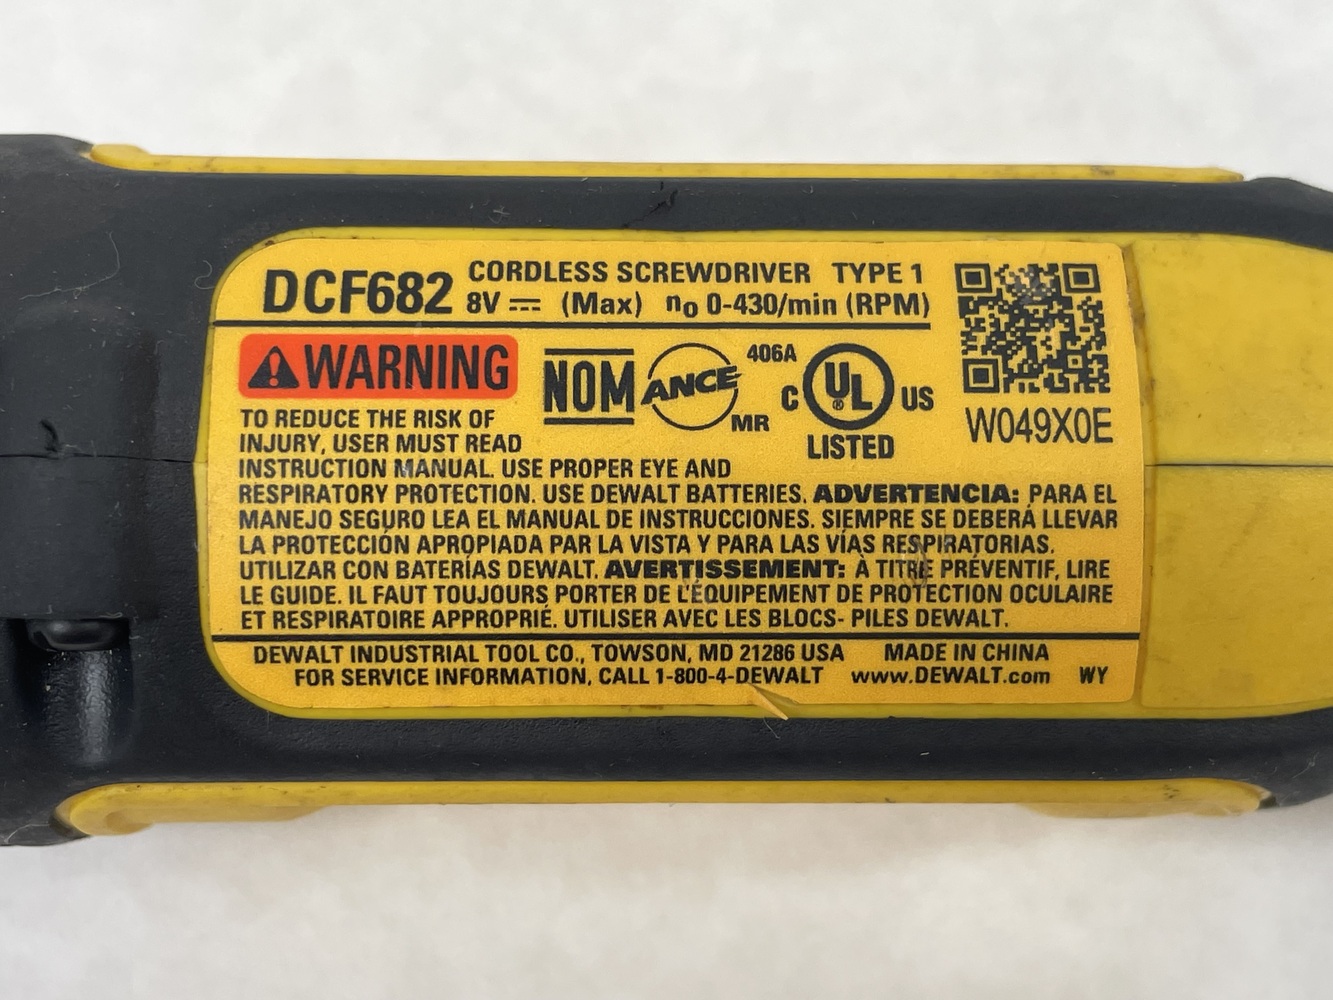 DCF682 CORDLESS SCREWDRIVER TYPE 1
8V ⎓ (Max) n₀ 0-430/min (RPM)
WARNING
NOM
ANCE
MR
406A
C UL US
®
LISTED
W049X0E
TO REDUCE THE RISK OF
INJURY, USER MUST READ
INSTRUCTION MANUAL. USE PROPER EYE AND
RESPIRATORY PROTECTION. USE DEWALT BATTERIES. ADVERTENCIA: PARA EL
MANEJO SEGURO LEA EL MANUAL DE INSTRUCCIONES. SIEMPRE SE DEBERÁ LLEVAR
LA PROTECCIÓN APROPIADA PAR LA VISTA Y PARA LAS VÍAS RESPIRATORIAS.
UTILIZAR CON BATERÍAS DEWALT. AVERTISSEMENT: À TITRE PRÉVENTIF, LIRE
LE GUIDE. IL FAUT TOUJOURS PORTER DE L'ÉQUIPEMENT DE PROTECTION OCULAIRE
ET RESPIRATOIRE APPROPRIÉ. UTILISER AVEC LES BLOCS- PILES DEWALT.
DEWALT INDUSTRIAL TOOL CO., TOWSON, MD 21286 USA MADE IN CHINA
FOR SERVICE INFORMATION, CALL 1-800-4-DEWALT www.DEWALT.com WY